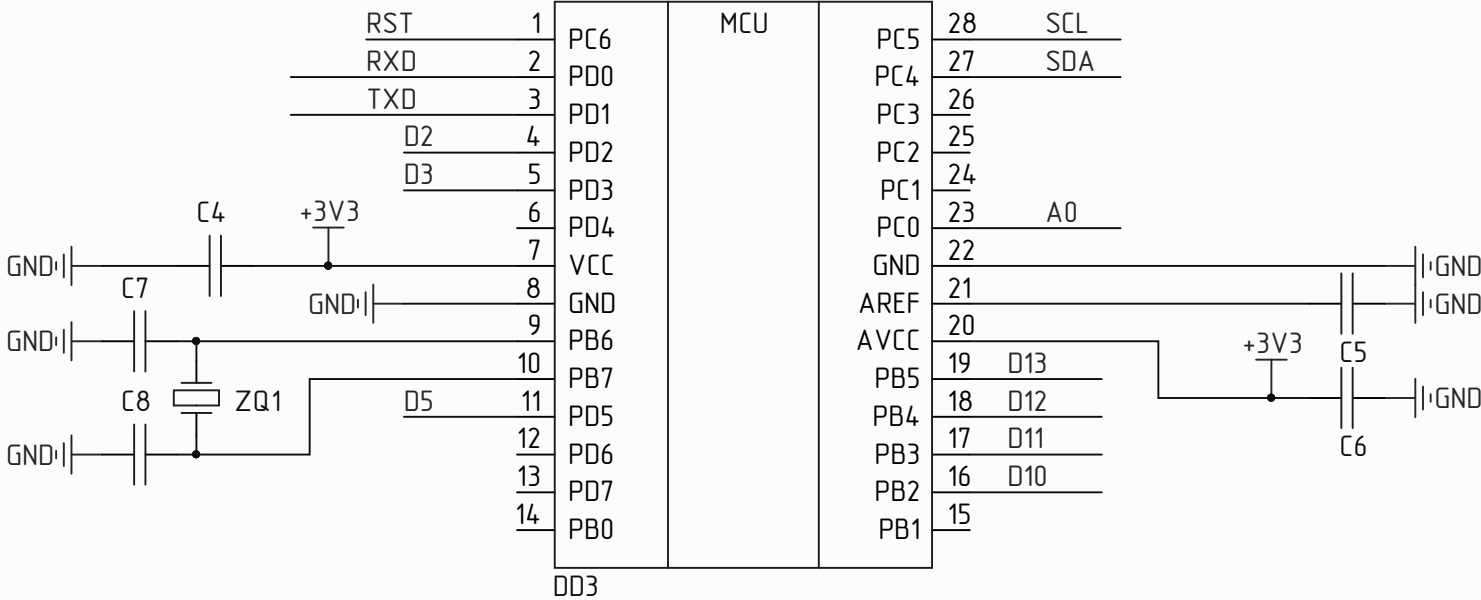 RST 1 PC6 MCU PC5 28 SCL
RXD 2 PD0 PC4 27 SDA
TXD 3 PD1 PC3 26
D2 4 PD2 PC2 25
D3 5 PD3 PC1 24
C4 +3V3 6 PD4 PC0 23 A0
GND 7 VCC GND 22 GND
C7 GND 8 GND AREF 21 GND
GND 9 PB6 AVCC 20 +3V3 C5
10 PB7 PB5 19 D13
C8 ZQ1 D5 11 PD5 PB4 18 D12 GND
GND 12 PD6 PB3 17 D11 C6
13 PD7 PB2 16 D10
14 PB0 PB1 15
DD3